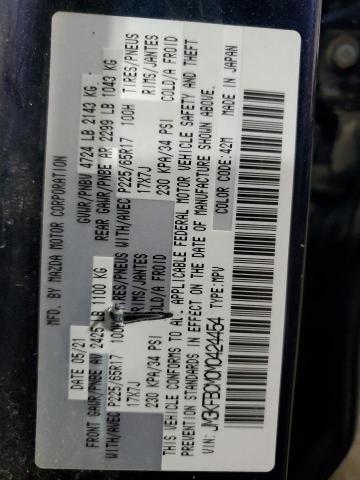 MFD. BY MAZDA MOTOR CORPORATION
DATE 05/21 GVWR/PNBV 4724 LB 2143 KG
FRONT GAWR/PNBE AV 2425 LB 1100 KG REAR GAWR/PNBE AR 2299 LB 1043 KG
WITH/AVEC P225/65R17 100H TIRES/PNEUS WITH/AVEC P225/65R17 100H TIRES/PNEUS
17X7J RIMS/JANTES 17X7J RIMS/JANTES
230 KPA/34 PSI COLD/A FROID 230 KPA/34 PSI COLD/A FROID
THIS VEHICLE CONFORMS TO ALL APPLICABLE FEDERAL MOTOR VEHICLE SAFETY AND THEFT
PREVENTION STANDARDS IN EFFECT ON THE DATE OF MANUFACTURE SHOWN ABOVE.
VIN: TYPE: MPV COLOR CODE: 42M MADE IN JAPAN